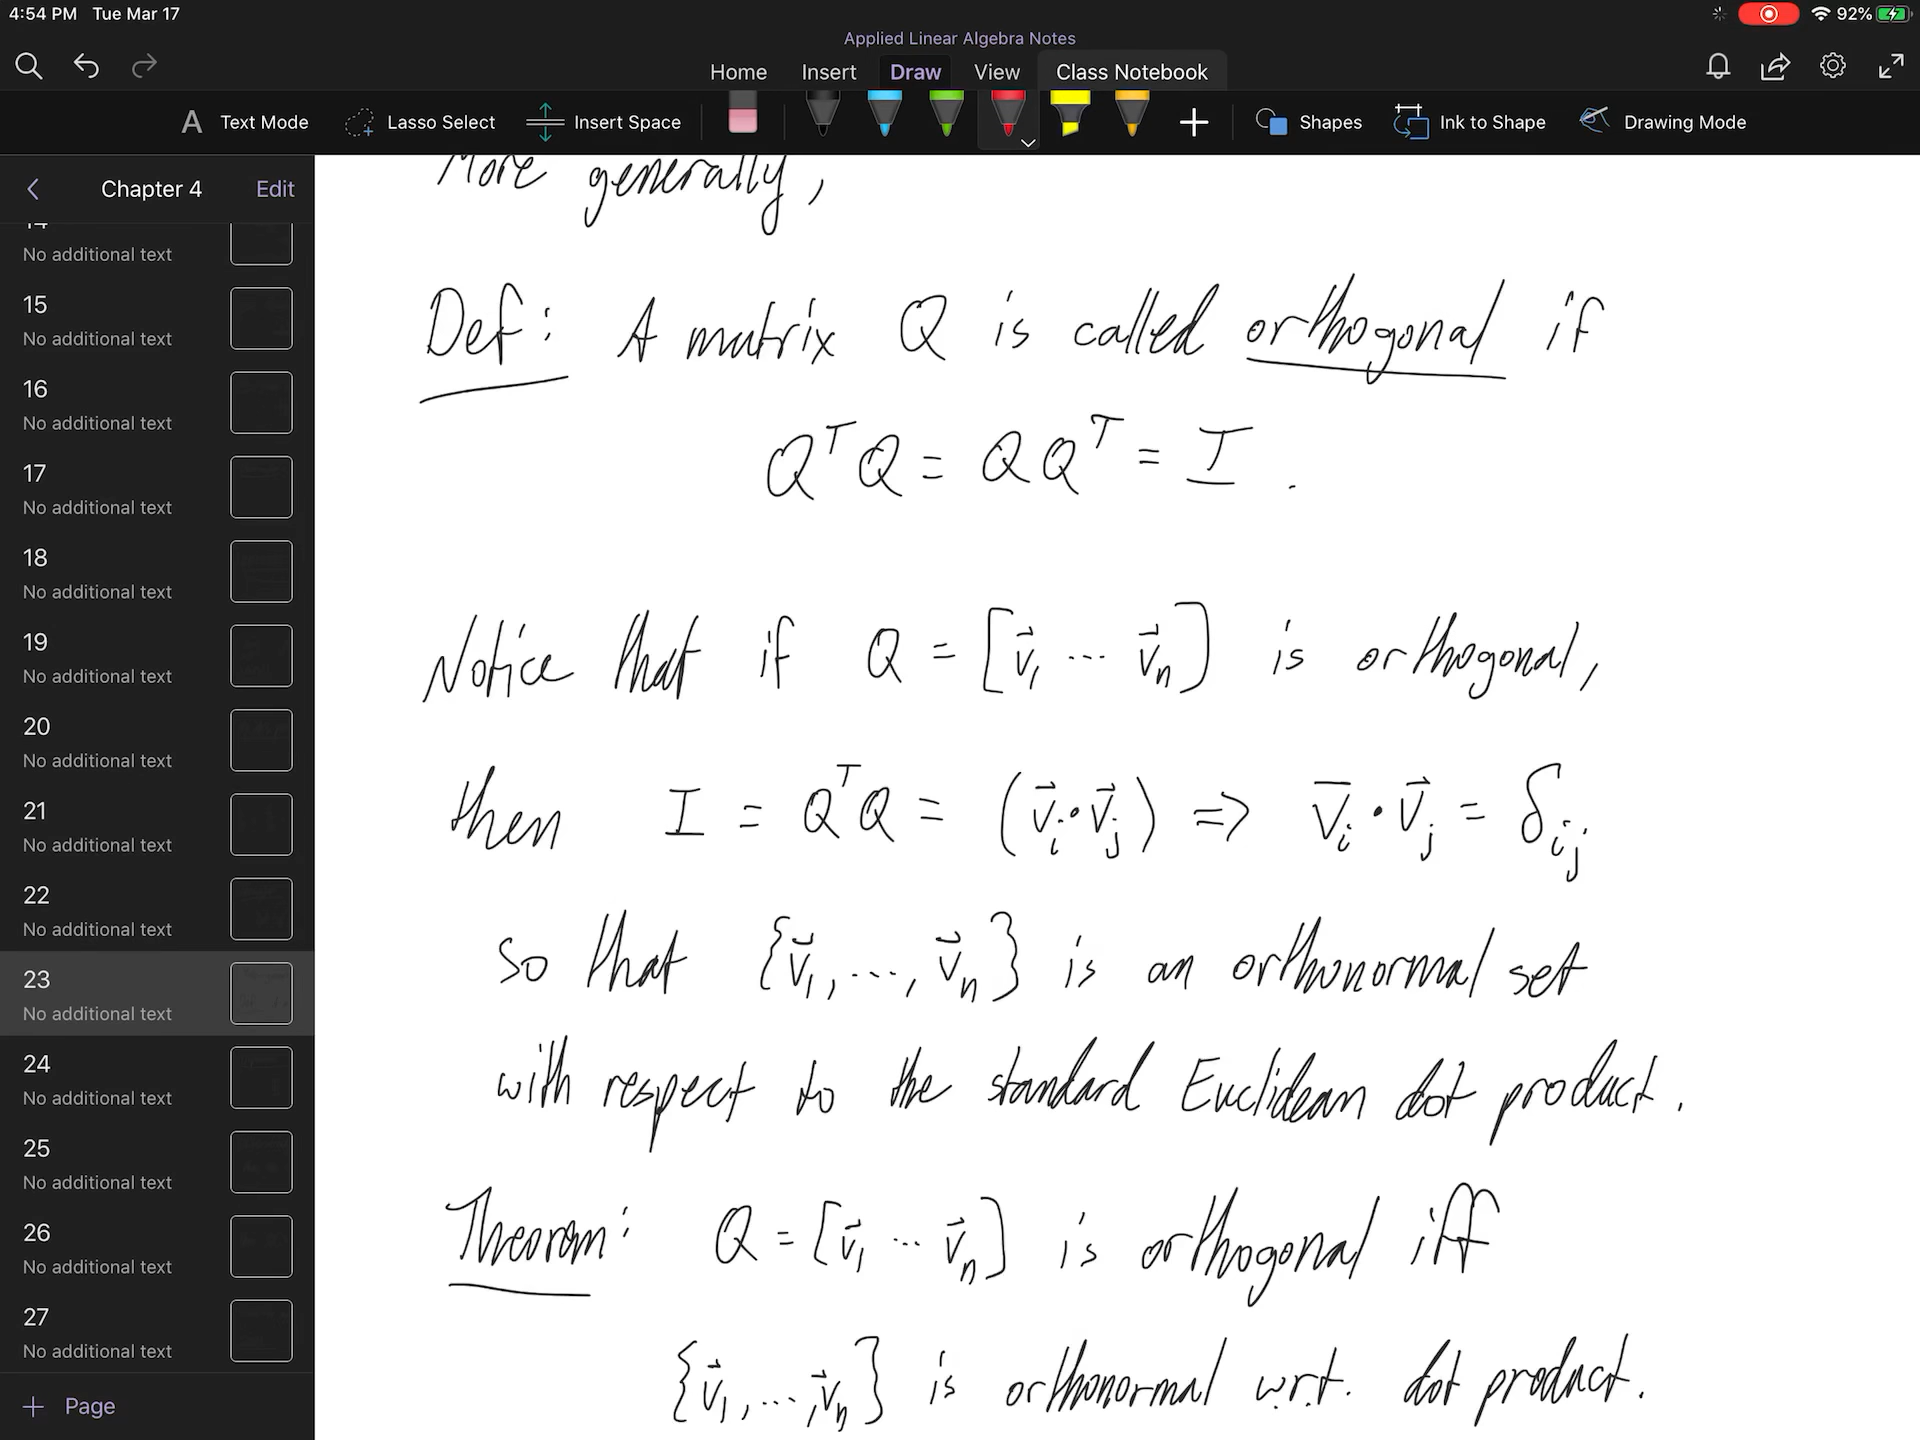 4:54 PM Tue Mar 17
92%
Applied Linear Algebra Notes
Home Insert Draw View Class Notebook
Text Mode Lasso Select Insert Space Shapes Ink to Shape Drawing Mode
Chapter 4 Edit
14
No additional text
15
No additional text
16
No additional text
17
No additional text
18
No additional text
19
No additional text
20
No additional text
21
No additional text
22
No additional text
23
No additional text
24
No additional text
25
No additional text
26
No additional text
27
No additional text
+ Page
More generally,
Def: A matrix Q is called orthogonal if
Qᵀ Q = Q Qᵀ = I .
Notice that if Q = [v⃗₁ ... v⃗ₙ] is orthogonal,
then I = QᵀQ = (v⃗ᵢ · v⃗ⱼ) => v̅ᵢ · v⃗ⱼ = δᵢⱼ
so that {v⃗₁, ..., v⃗ₙ} is an orthonormal set
with respect to the standard Euclidean dot product.
Theorem: Q = [v⃗₁ ... v⃗ₙ] is orthogonal iff
{v⃗₁, ..., v⃗ₙ} is orthonormal w.r.t. dot product.